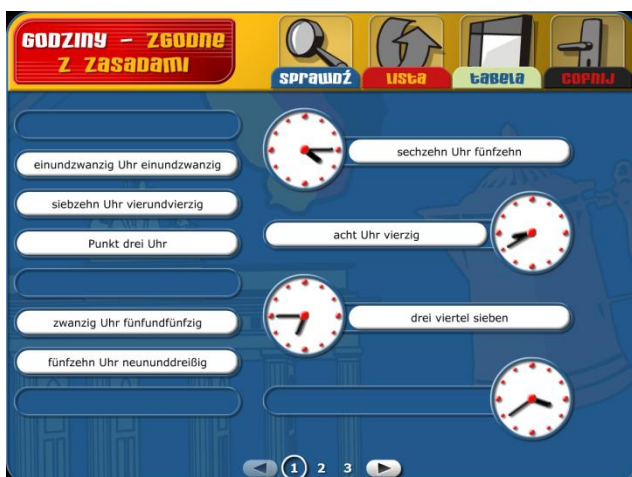 GODZINY - ZGODNE
Z ZASADAMI
SPRAWDŹ
LISTA
TABELA
COFNIJ
einundzwanzig Uhr einundzwanzig
siebzehn Uhr vierundvierzig
Punkt drei Uhr
zwanzig Uhr fünfundfünfzig
fünfzehn Uhr neununddreißig
sechzehn Uhr fünfzehn
acht Uhr vierzig
drei viertel sieben
1 2 3